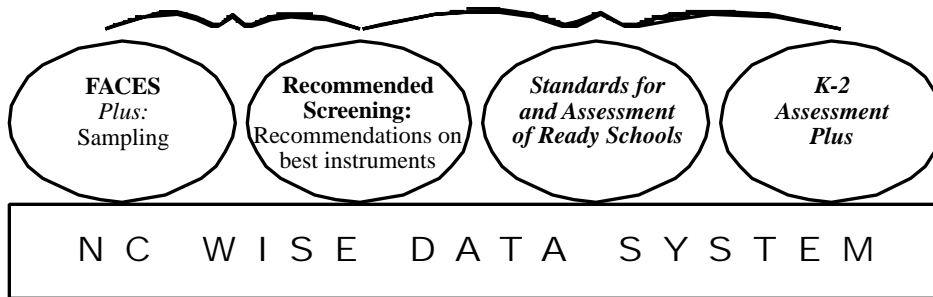 FACES
Plus:
Sampling
Recommended
Screening:
Recommendations on
best instruments
Standards for
and Assessment
of Ready Schools
K-2
Assessment
Plus
NC WISE DATA SYSTEM